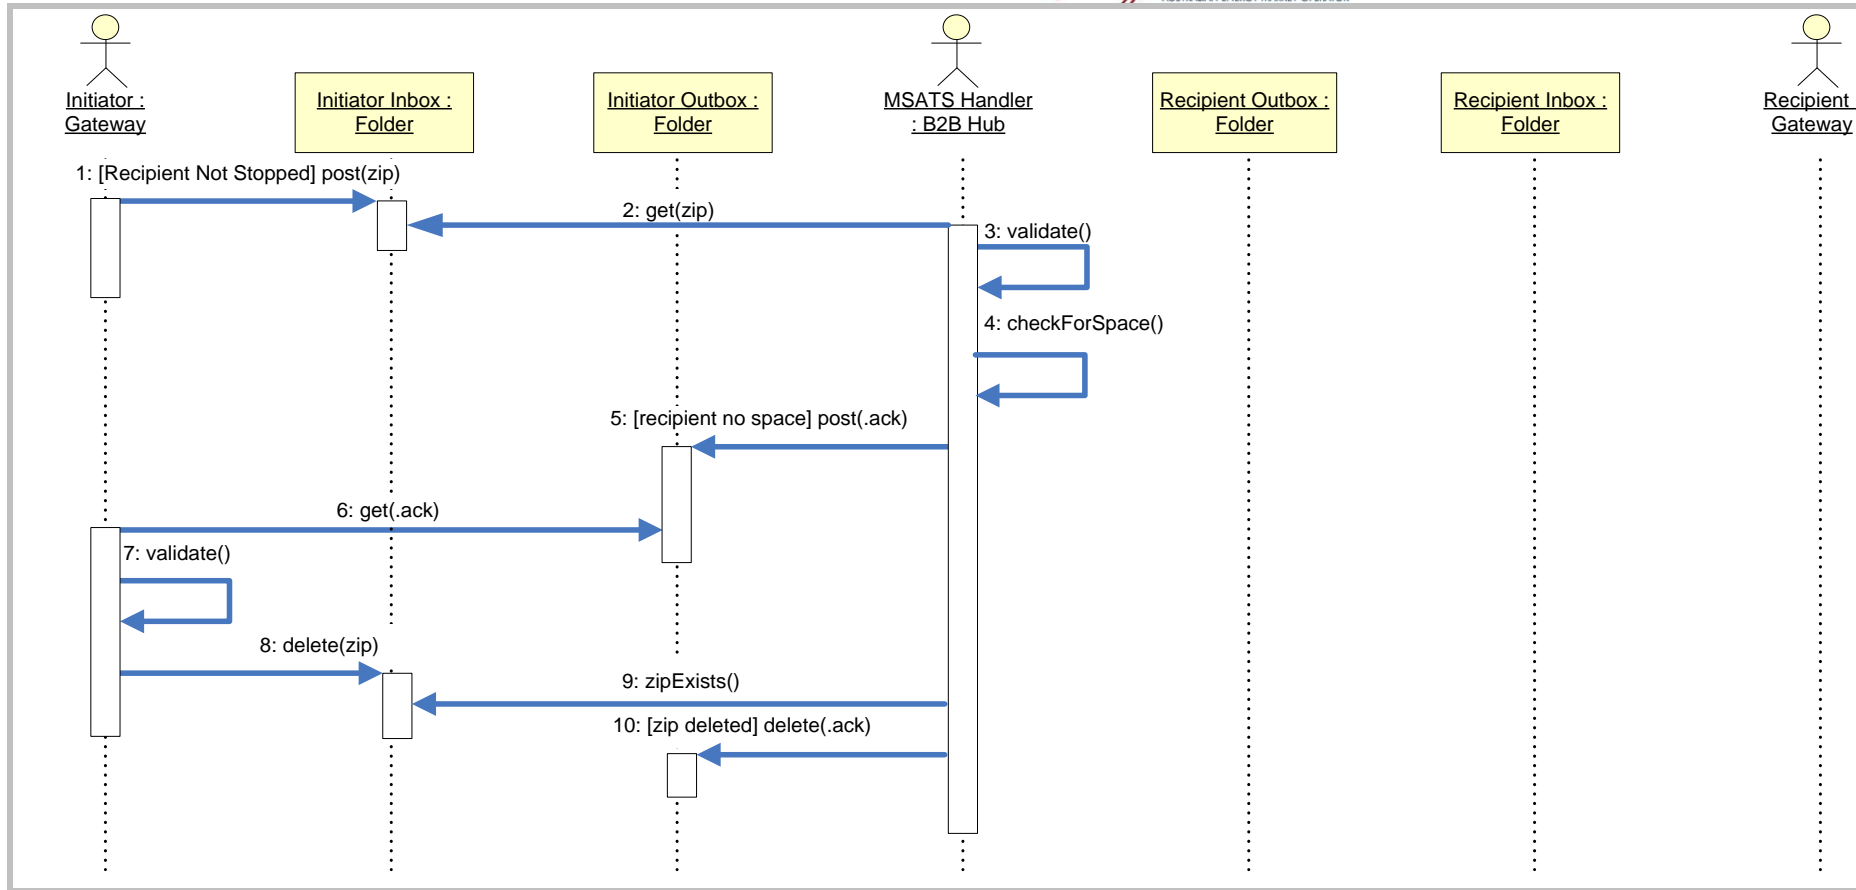 Initiator :
Gateway
Initiator Inbox :
Folder
Initiator Outbox :
Folder
MSATS Handler
: B2B Hub
Recipient Outbox :
Folder
Recipient Inbox :
Folder
Recipient
Gateway
1: [Recipient Not Stopped] post(zip)
2: get(zip)
3: validate()
4: checkForSpace()
5: [recipient no space] post(.ack)
6: get(.ack)
7: validate()
8: delete(zip)
9: zipExists()
10: [zip deleted] delete(.ack)